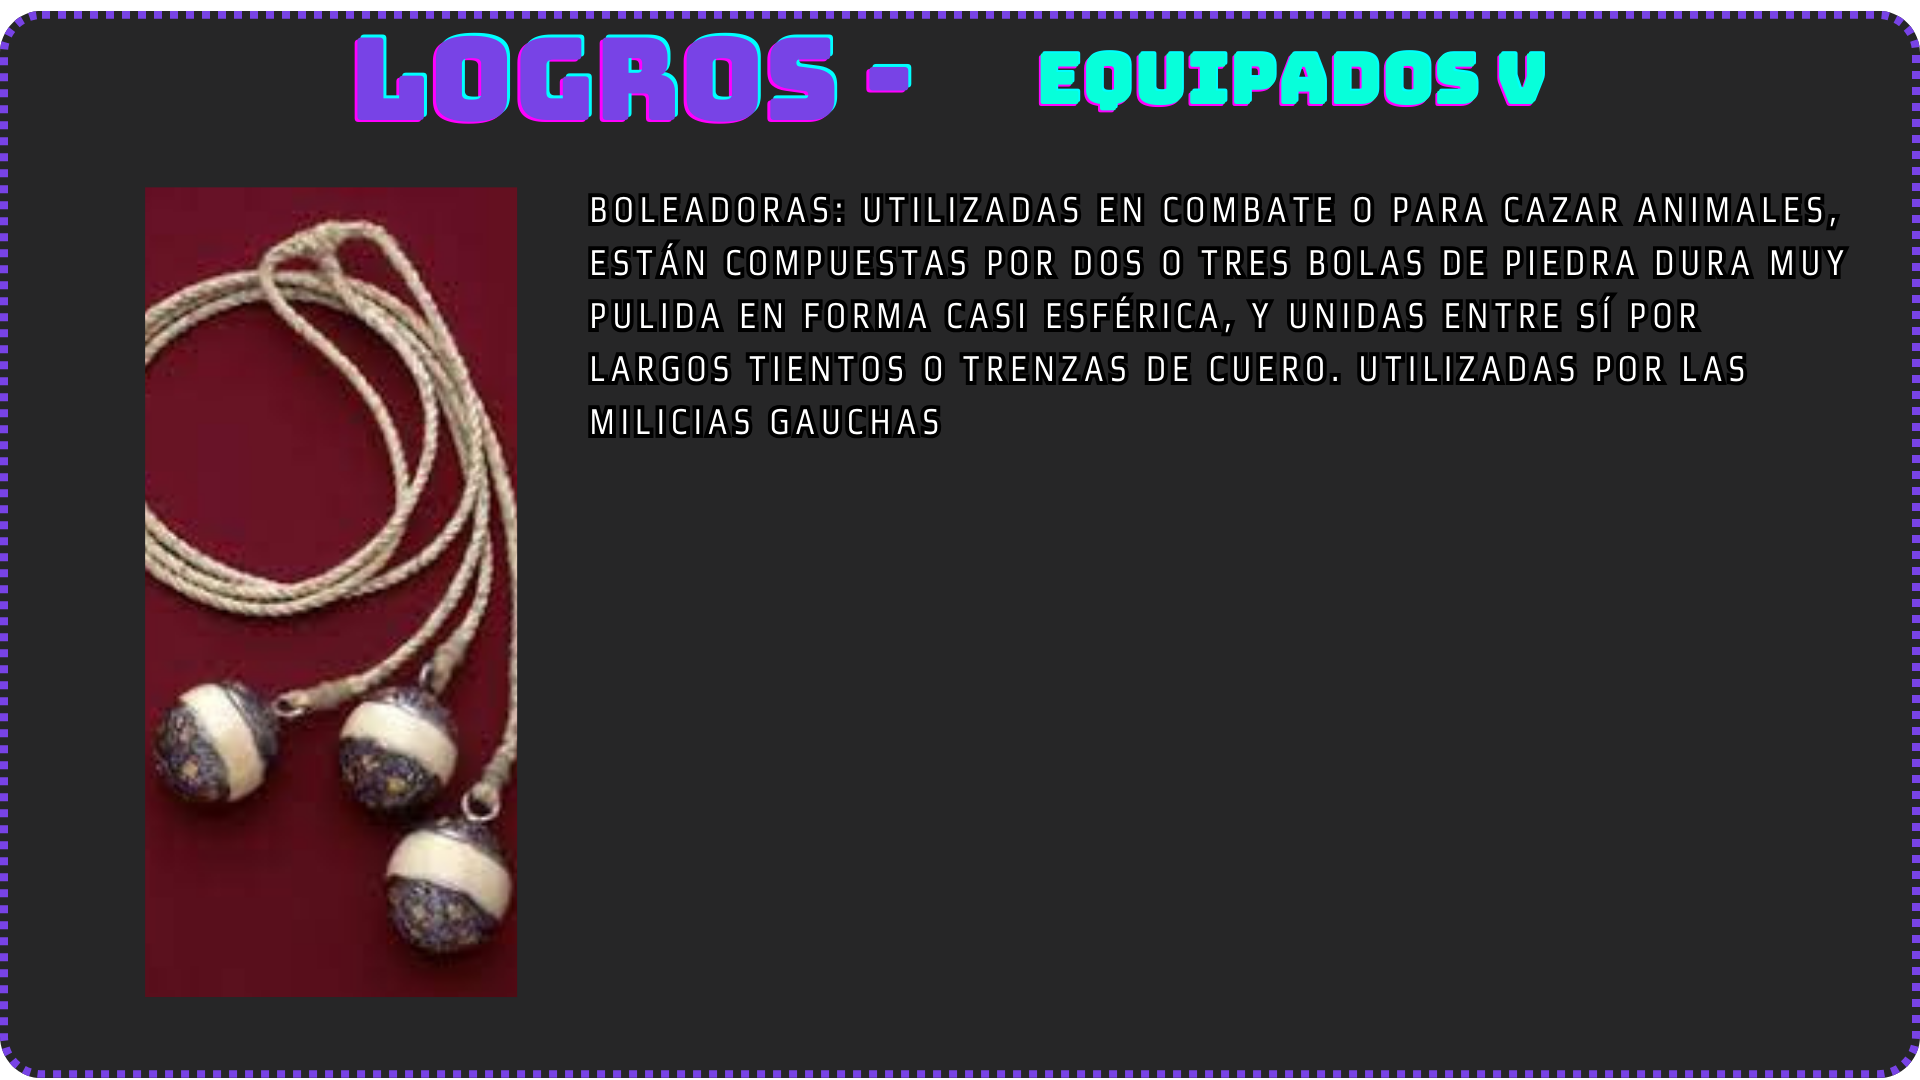 LOGROS - EQUIPADOS V
BOLEADORAS: UTILIZADAS EN COMBATE O PARA CAZAR ANIMALES,
ESTÁN COMPUESTAS POR DOS O TRES BOLAS DE PIEDRA DURA MUY
PULIDA EN FORMA CASI ESFÉRICA, Y UNIDAS ENTRE SÍ POR
LARGOS TIENTOS O TRENZAS DE CUERO. UTILIZADAS POR LAS
MILICIAS GAUCHAS